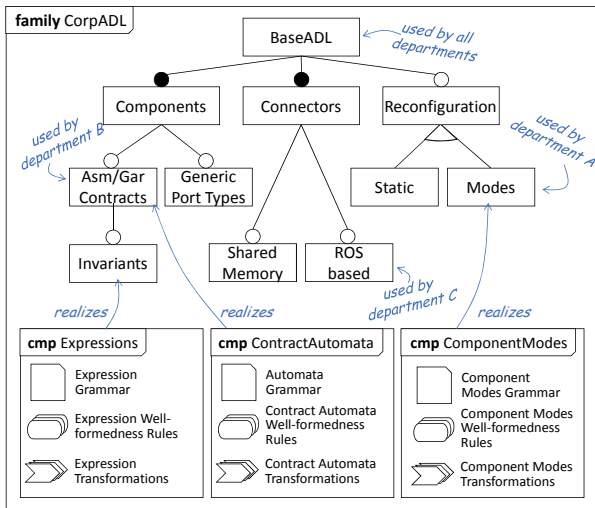 family CorpADL
BaseADL
used by all
departments
Components
Connectors
Reconfiguration
used by
department B
used by
department A
Asm/Gar
Contracts
Generic
Port Types
Static
Modes
Invariants
Shared
Memory
ROS
based
used by
department C
realizes
realizes
realizes
cmp Expressions
Expression
Grammar
Expression Well-
formedness Rules
Expression
Transformations
cmp ContractAutomata
Automata
Grammar
Contract Automata
Well-formedness
Rules
Contract Automata
Transformations
cmp ComponentModes
Component
Modes Grammar
Component Modes
Well-formedness
Rules
Component Modes
Transformations